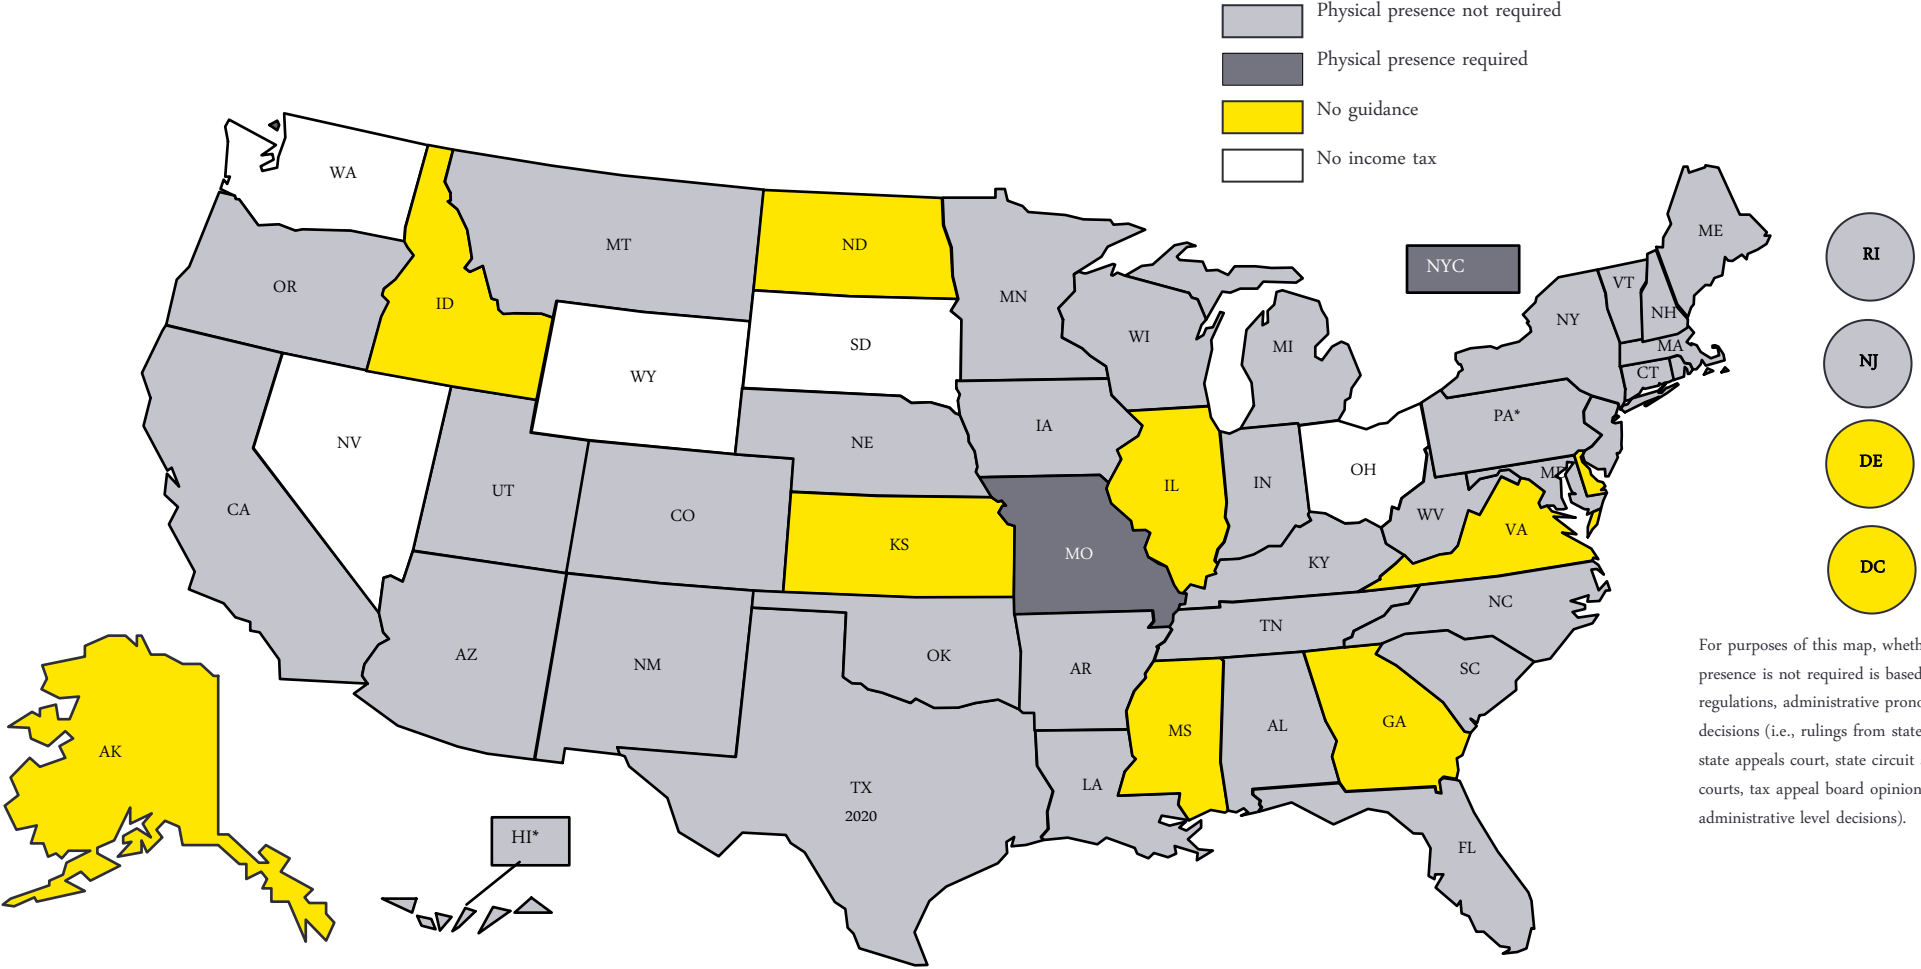 Physical presence not required
Physical presence required
No guidance
No income tax
WA
MT
ND
OR
ID
MN
SD
WY
WI
MI
NYC
ME
VT
NH
NY
MA
CT
RI
NJ
DE
DC
NV
NE
IA
PA*
CA
UT
CO
KS
MO
IL
IN
OH
MD
WV
VA
KY
NC
TN
SC
AZ
NM
OK
AR
MS
AL
GA
LA
TX
2020
FL
AK
HI*
For purposes of this map,
presence is not required is based
regulations, administrative
decisions (i.e., rulings from state
state appeals court, state circuit
courts, tax appeal board
administrative level decisions).